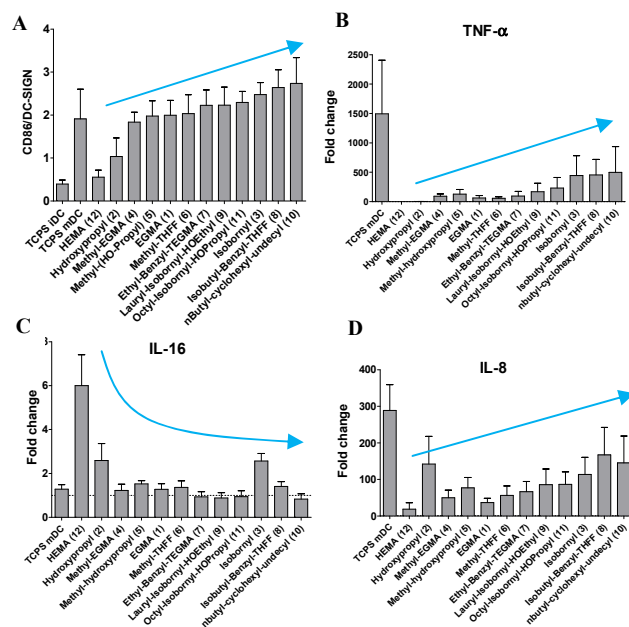 A
CD86/DC-SIGN
4
3
2
1
0
TCPS iDC
TCPS mDC
HEMA (12)
Hydroxypropyl (2)
Methyl-EGMA (4)
Methyl-(HO-Propyl) (5)
EGMA (1)
Methyl-THFF (6)
Ethyl-Benzyl-TEGMA (7)
Lauryl-Isobornyl-HOEthyl (9)
Octyl-Isobornyl-HOPropyl (11)
Isobornyl (3)
Isobutyl-Benzyl-THFF (8)
nButyl-cyclohexyl-undecyl (10)
B
TNF-α
Fold change
2500
2000
1500
1000
500
0
TCPS mDC
HEMA (12)
Hydroxypropyl (2)
Methyl-EGMA (4)
Methyl-hydroxypropyl (5)
EGMA (1)
Methyl-THFF (6)
Ethyl-Benzyl-TEGMA (7)
Lauryl-Isobornyl-HOEthyl (9)
Octyl-Isobornyl-HOPropyl (11)
Isobornyl (3)
Isobutyl-Benzyl-THFF (8)
nbutyl-cyclohexyl-undecyl (10)
C
IL-16
Fold change
8
6
4
2
0
TCPS mDC
HEMA (12)
Hydroxypropyl (2)
Methyl-EGMA (4)
Methyl-hydroxypropyl (5)
EGMA (1)
Methyl-THFF (6)
Ethyl-Benzyl-TEGMA (7)
Lauryl-Isobornyl-HOEthyl (9)
Octyl-Isobornyl-HOPropyl (11)
Isobornyl (3)
Isobutyl-Benzyl-THFF (8)
nbutyl-cyclohexyl-undecyl (10)
D
IL-8
Fold change
400
300
200
100
0
TCPS mDC
HEMA (12)
Hydroxypropyl (2)
Methyl-EGMA (4)
Methyl-hydroxypropyl (5)
EGMA (1)
Methyl-THFF (6)
Ethyl-Benzyl-TEGMA (7)
Lauryl-Isobornyl-HOEthyl (9)
Octyl-Isobornyl-HOPropyl (11)
Isobornyl (3)
Isobutyl-Benzyl-THFF (8)
nbutyl-cyclohexyl-undecyl (10)